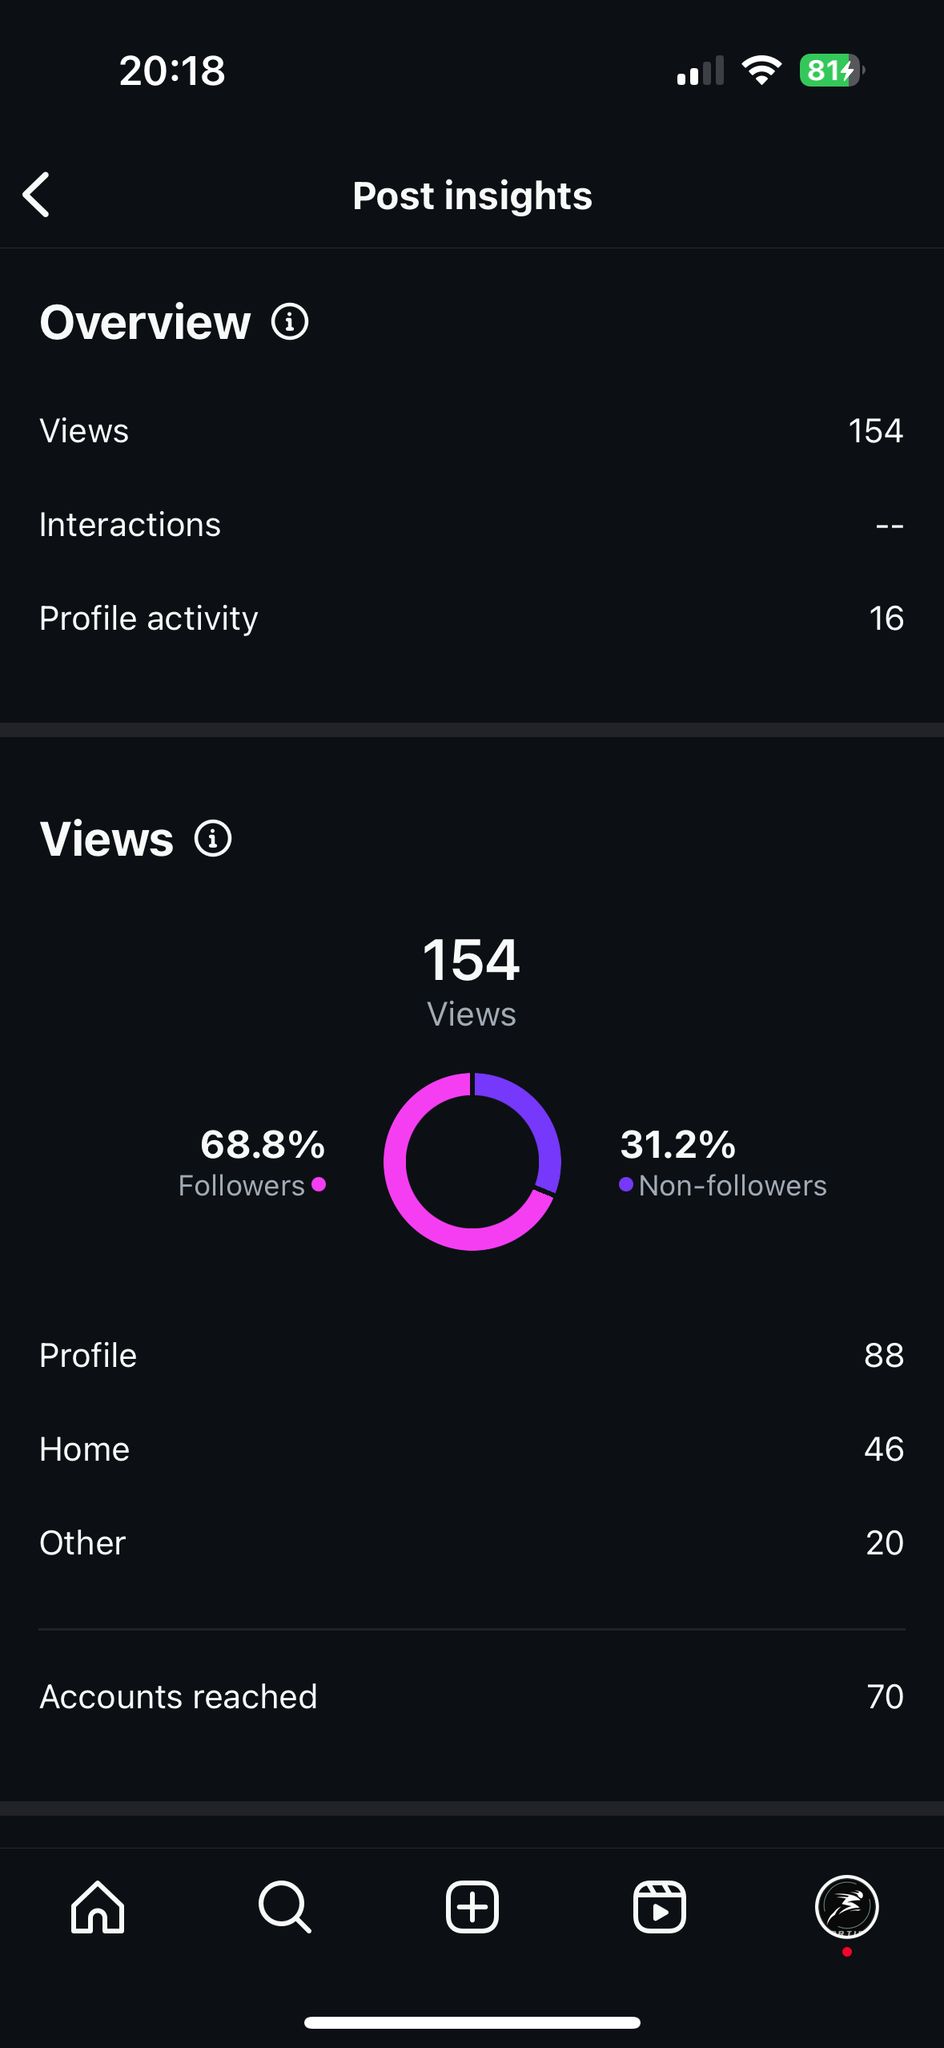 20:18
81
Post insights
Overview
Views 154
Interactions --
Profile activity 16
Views
154
Views
68.8%
Followers
31.2%
Non-followers
Profile 88
Home 46
Other 20
Accounts reached 70